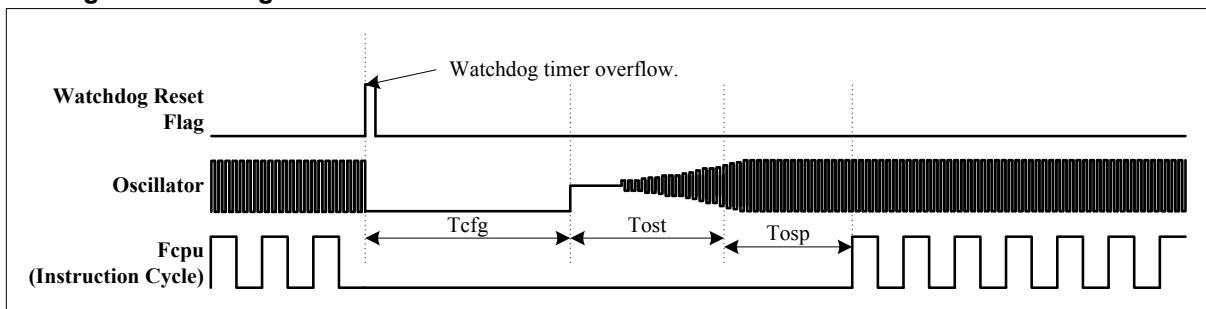 Watchdog timer overflow.
Watchdog Reset
Flag
Oscillator
Tcfg
Tost
Tosp
Fcpu
(Instruction Cycle)